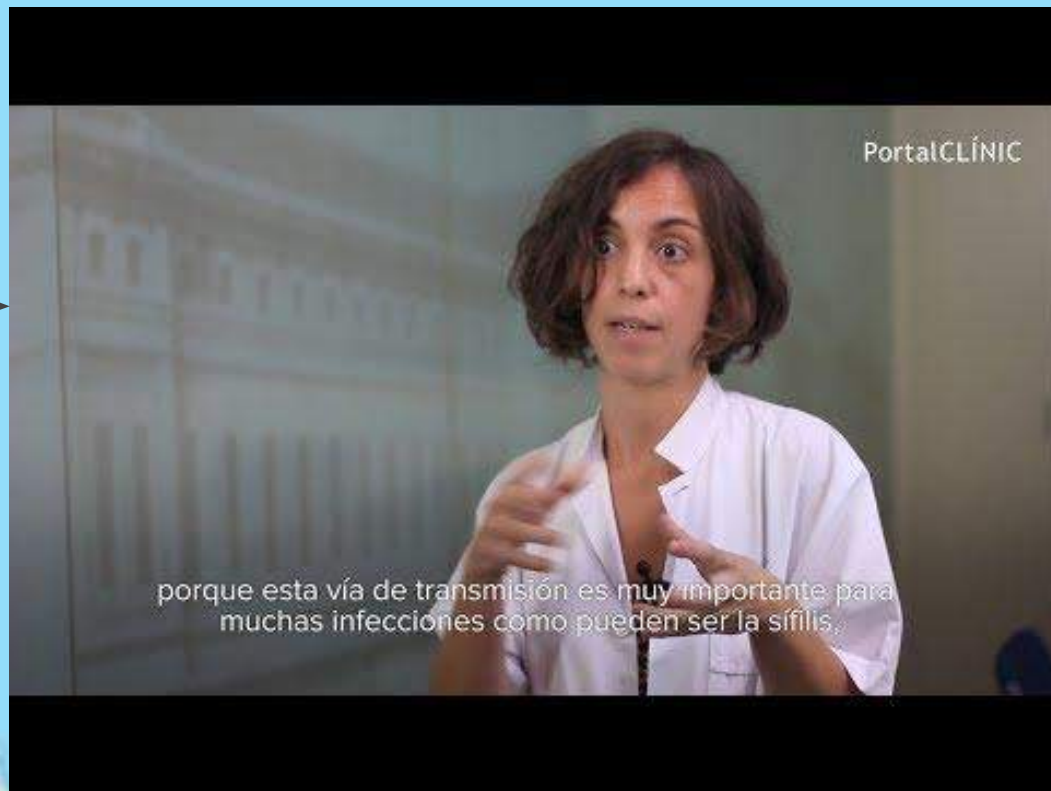 PortalCLÍNIC
porque esta vía de transmisión es muy importante para
muchas infecciones como pueden ser la sífilis,